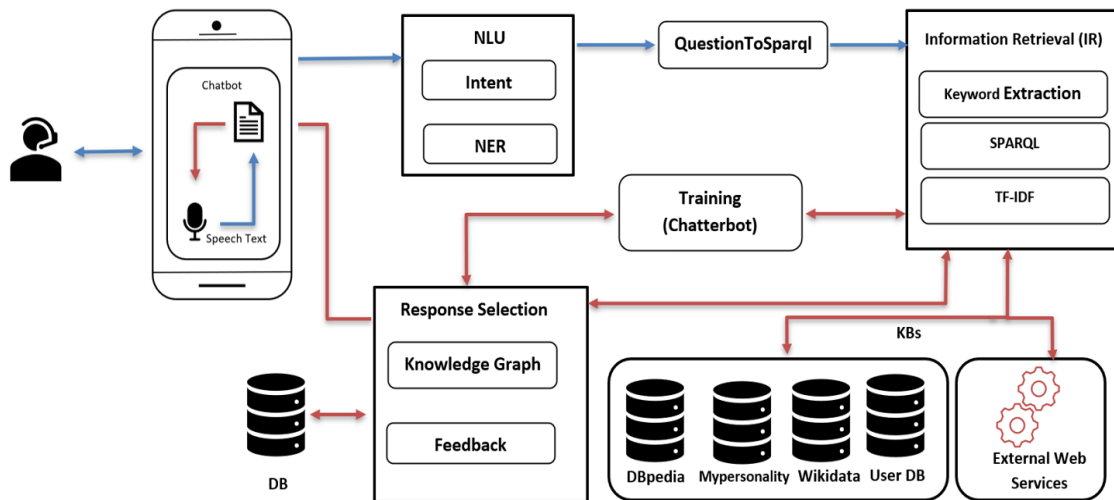 NLU
QuestionToSparql
Information Retrieval (IR)
Chatbot
Intent
Keyword Extraction
NER
SPARQL
Training
(Chatterbot)
TF-IDF
Speech Text
Response Selection
KBs
Knowledge Graph
Feedback
DBpedia
Mypersonality
Wikidata
User DB
External Web
Services
DB